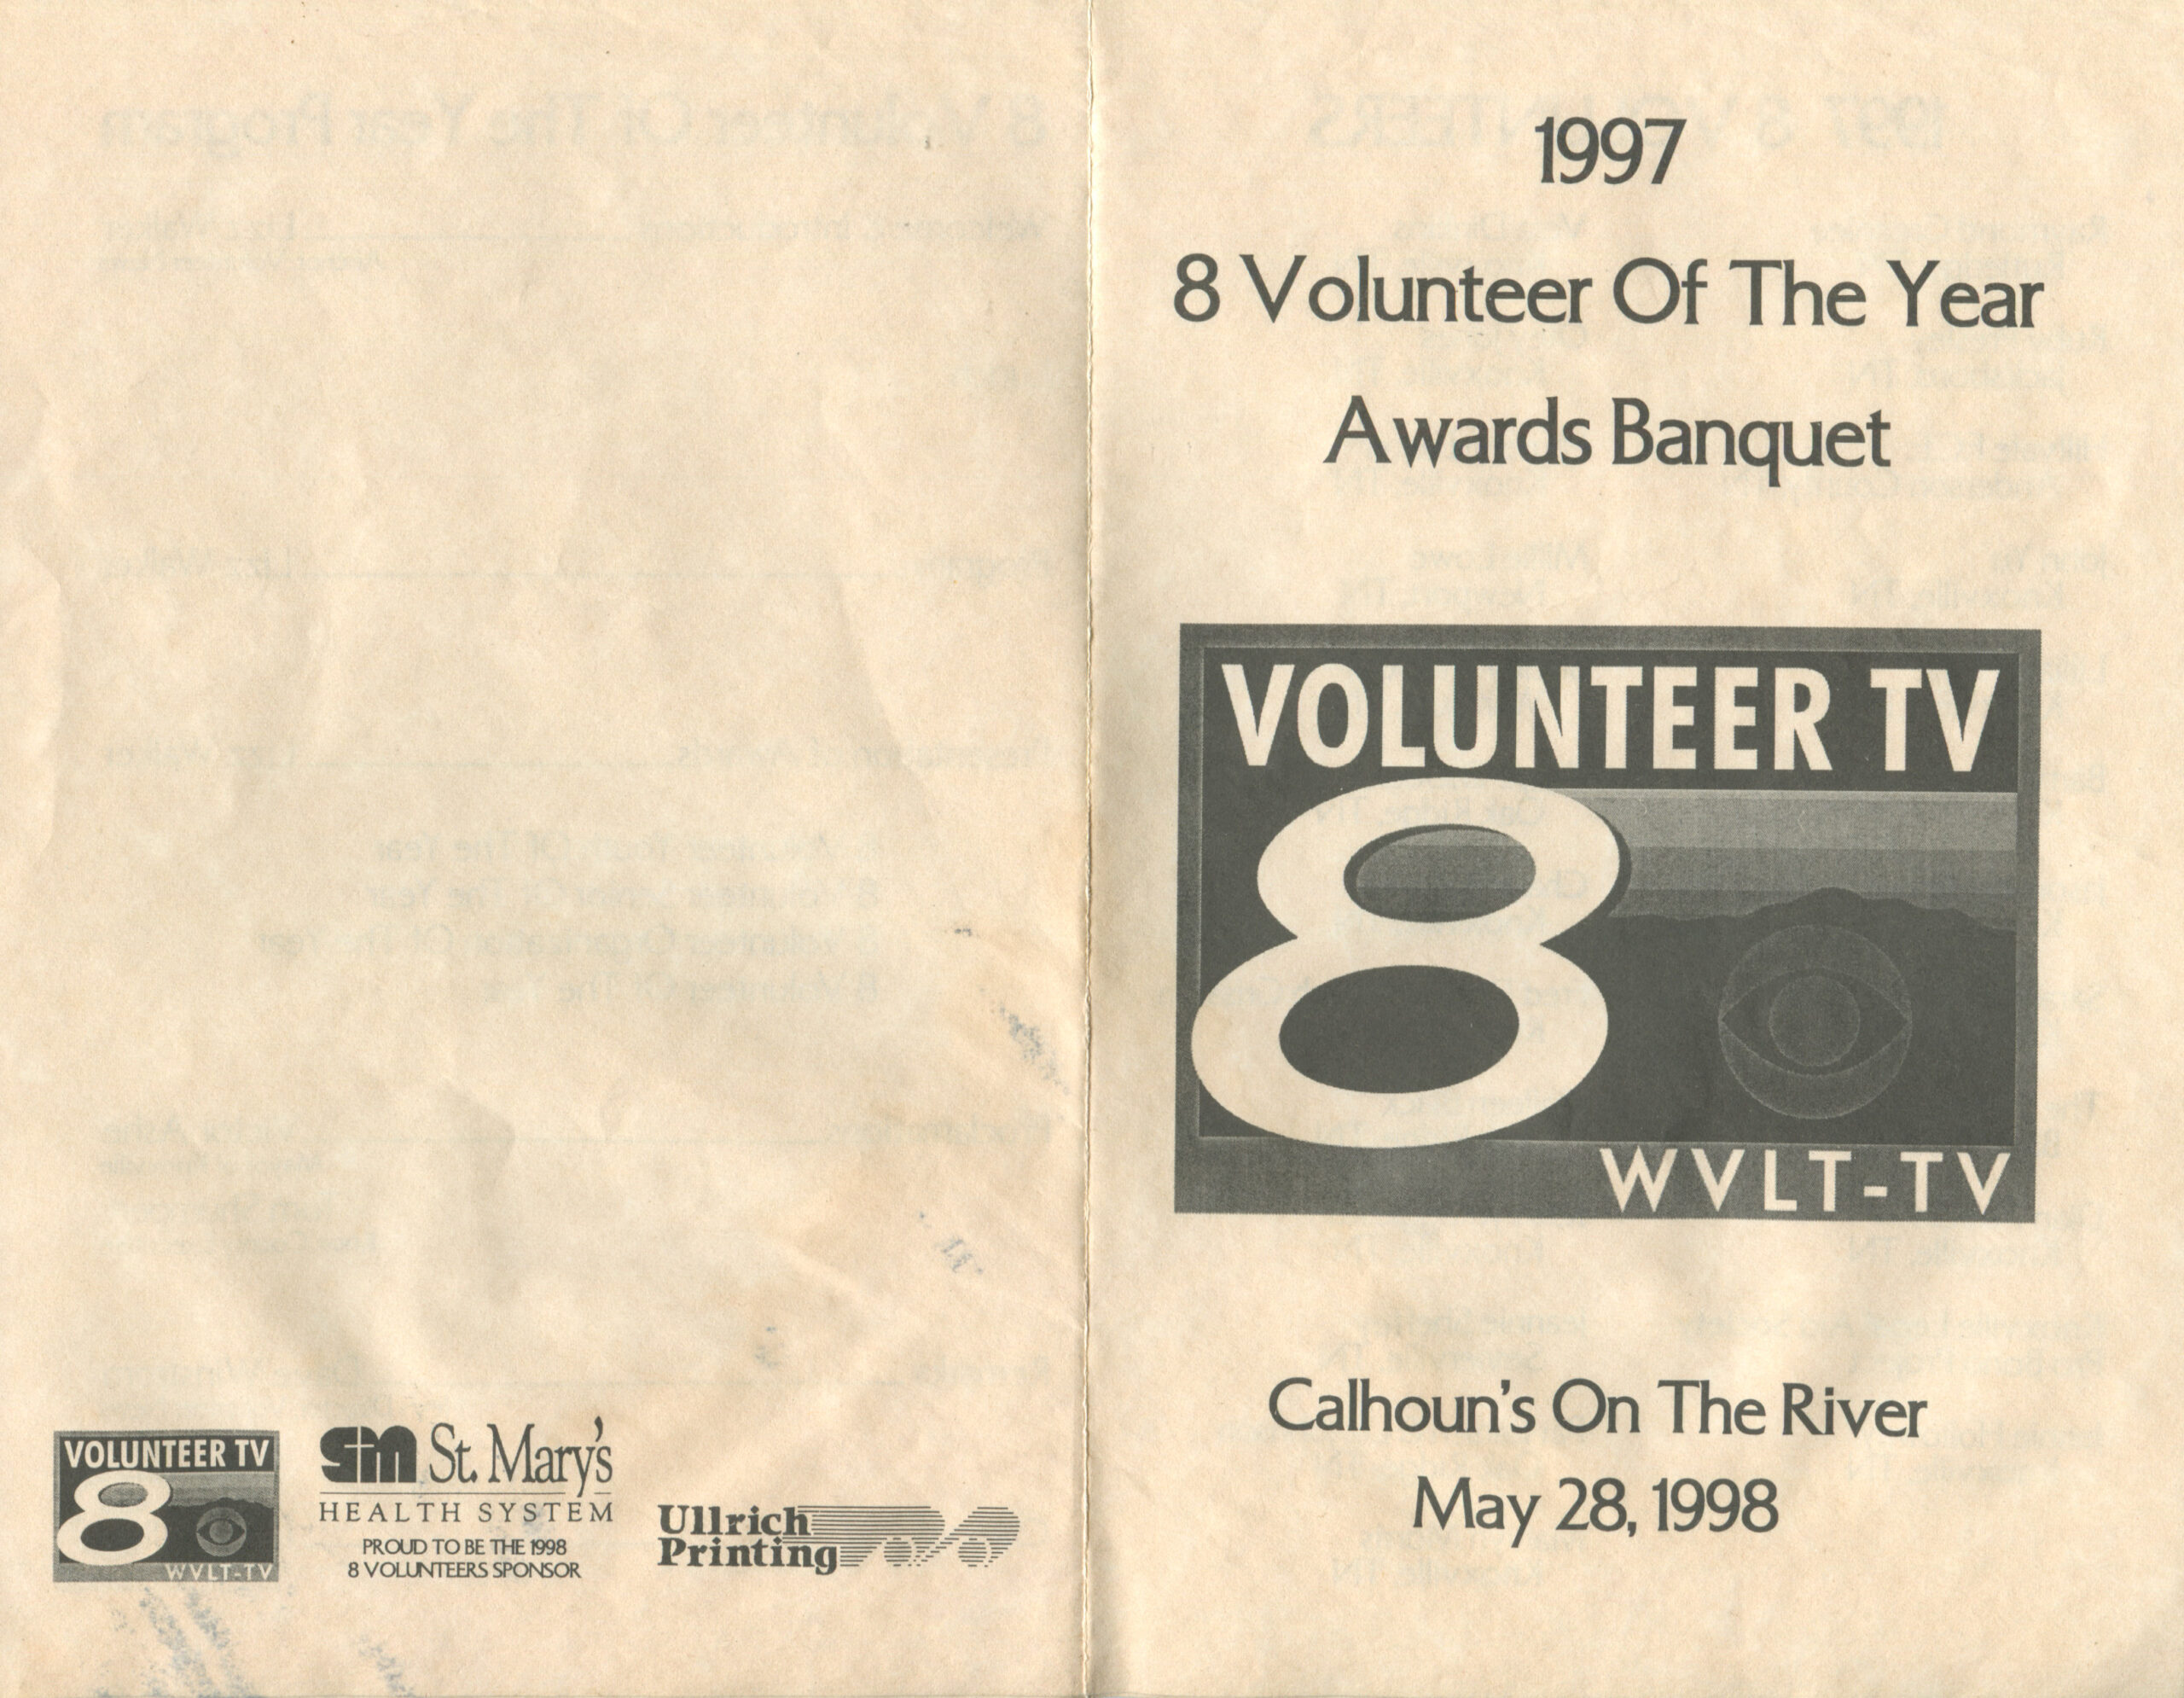 1997
8 Volunteer Of The Year
Awards Banquet
VOLUNTEER TV
8
WVLT-TV
Calhoun's On The River
May 28, 1998
VOLUNTEER TV
8
WVLT-TV
sm St. Mary's
HEALTH SYSTEM
PROUD TO BE THE 1998
8 VOLUNTEERS SPONSOR
Ullrich
Printing